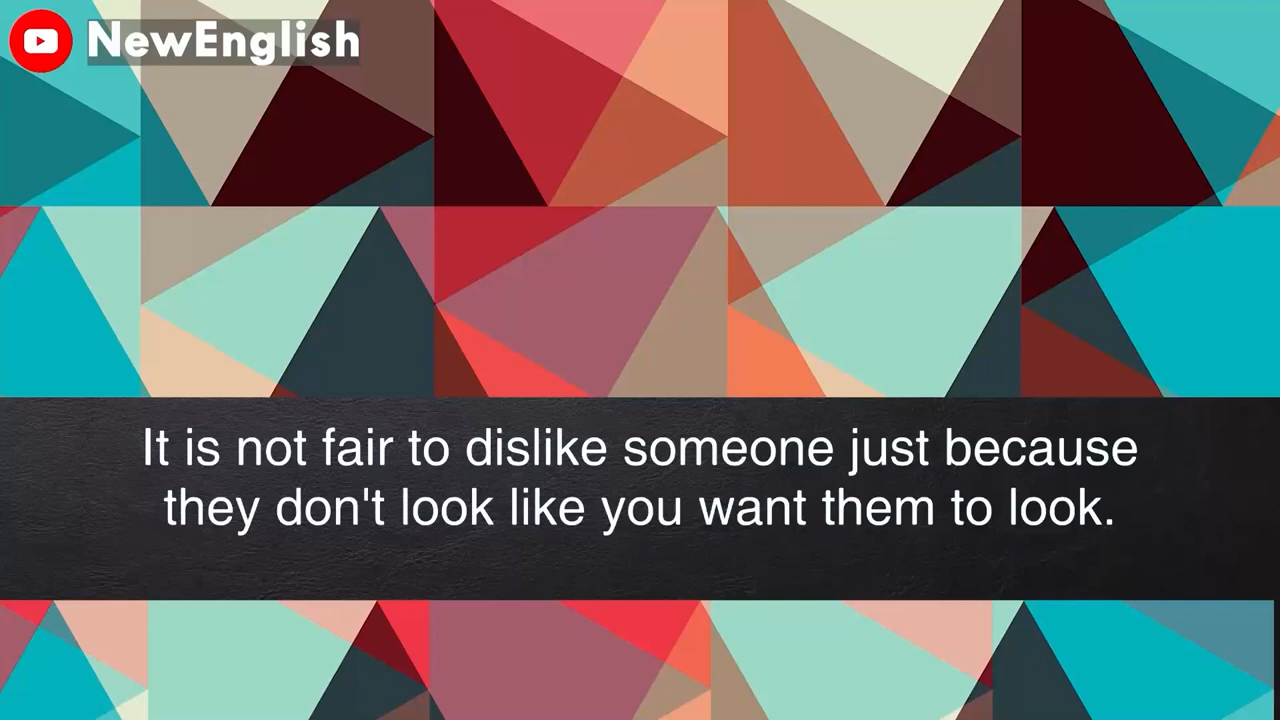 NewEnglish
It is not fair to dislike someone just because
they don't look like you want them to look.